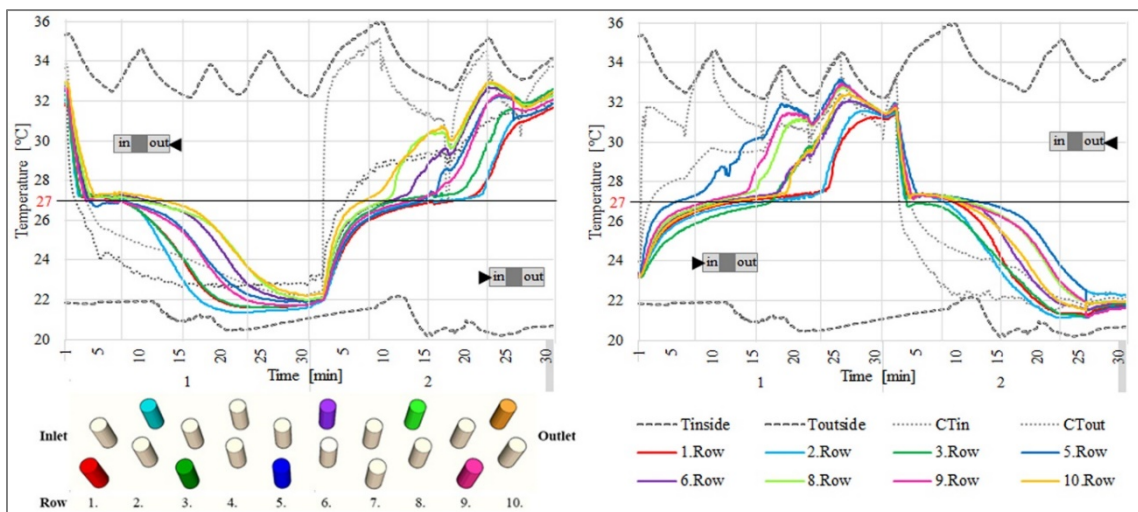 36
34
32
30
28
27
26
24
22
20
Temperature [°C]
in out
in out
1 5 10 15 25 30 5 10 15 20 25 30
1 Time [min] 2
36
34
32
30
28
27
26
24
22
20
Temperature [°C]
in out
in out
1 5 10 15 20 25 30 5 10 15 20 25 30
1 Time [min] 2
Inlet Outlet
Row 1. 2. 3. 4. 5. 6. 7. 8. 9. 10.
Tinside Toutside CTin CTout
1.Row 2.Row 3.Row 5.Row
6.Row 8.Row 9.Row 10.Row